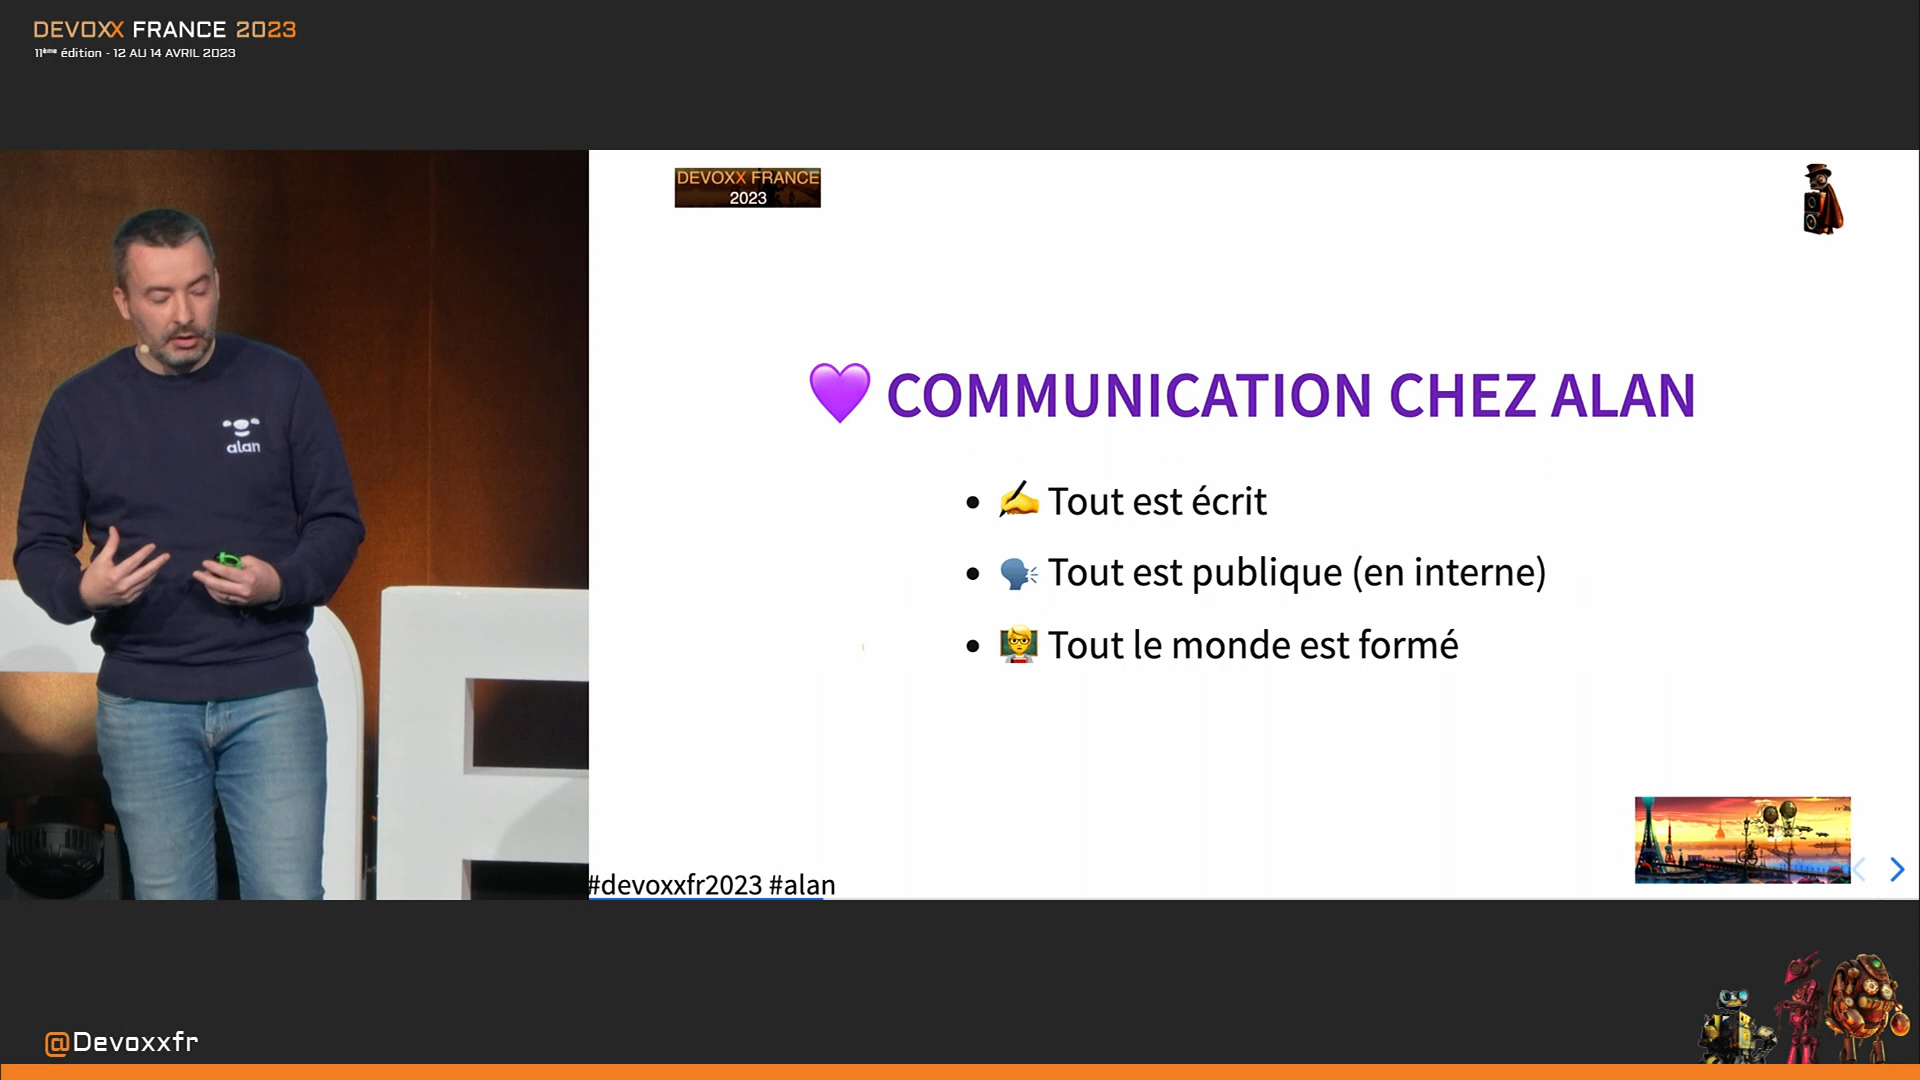 DEVOXX FRANCE 2023
11ème édition - 12 AU 14 AVRIL 2023
DEVOXX FRANCE
2023
💜 COMMUNICATION CHEZ ALAN
• ✍️ Tout est écrit
• 🗣️ Tout est publique (en interne)
• 🧑‍🏫 Tout le monde est formé
alan
#devoxxfr2023 #alan
@Devoxxfr